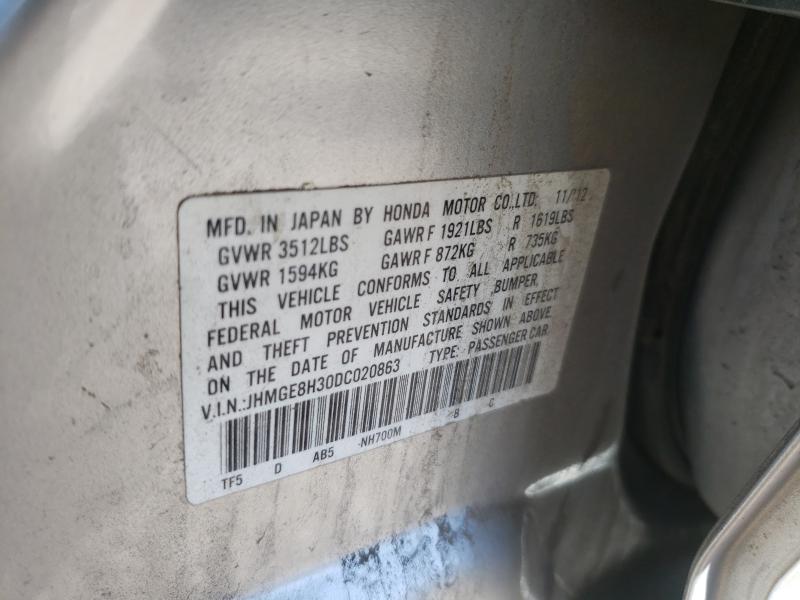 MFD. IN JAPAN BY HONDA MOTOR CO.,LTD. 11/12
GVWR 3512LBS GAWR F 1921LBS R 1619LBS
GVWR 1594KG GAWR F 872KG R 735KG
THIS VEHICLE CONFORMS TO ALL APPLICABLE
FEDERAL MOTOR VEHICLE SAFETY BUMPER,
AND THEFT PREVENTION STANDARDS IN EFFECT
ON THE DATE OF MANUFACTURE SHOWN ABOVE.
V.I.N.:JHMGE8H30DC020863 TYPE: PASSENGER CAR
TF5 D AB5 NH700M B C